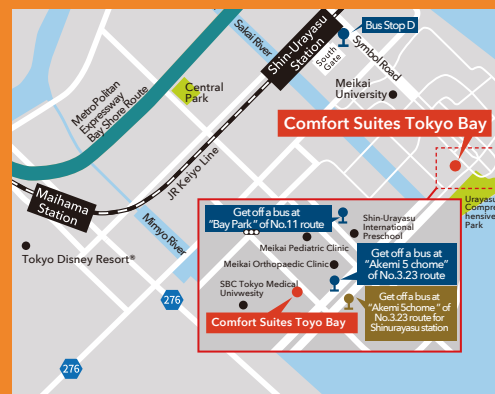 Bus Stop D
Sakai River
Shin-Urayasu
Station
South
Gate
Symbol Road
MetroPolitan
Expressway
Bay Shore Route
Central
Park
Meikai
University
Comfort Suites Tokyo Bay
JR Keiyo Line
Maihama
Station
Mimyo River
Urayasu
Compre
hensive
Park
Get off a bus at
"Bay Park" of No.11 route
Shin-Urayasu
International
Preschool
Meikai Pediatric Clinic
Tokyo Disney Resort®
Meikai Orthopaedic Clinic
Get off a bus at
"Akemi 5 chome"
of No.3.23 route
SBC Tokyo Medical
Univwesity
276
Get off a bus at
"Akemi 5chome" of
No.3.23 route for
Shinurayasu station
Comfort Suites Toyo Bay
276